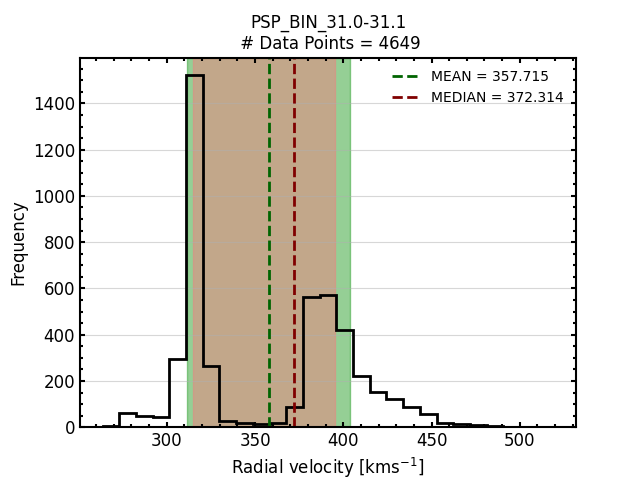 PSP_BIN_31.0-31.1
# Data Points = 4649
MEAN = 357.715
MEDIAN = 372.314
1400
1200
1000
800
600
400
200
0
Frequency
300
350
400
450
500
Radial velocity [kms⁻¹]